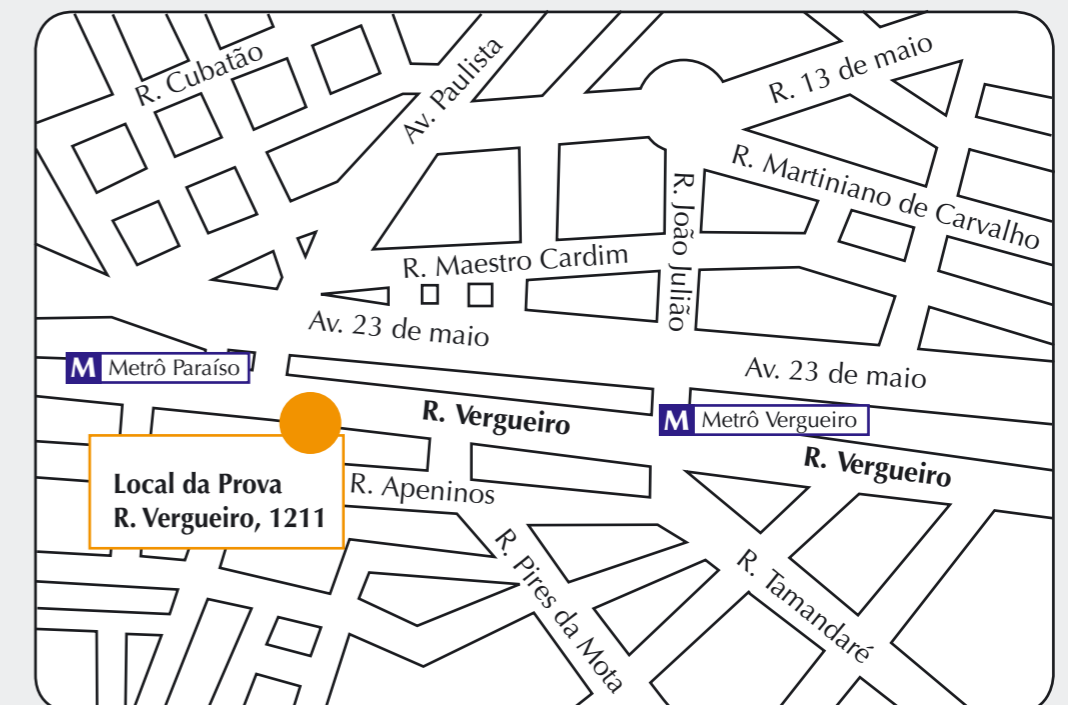 R. Cubatão
Av. Paulista
R. 13 de maio
R. Martiniano de Carvalho
R. João Julião
R. Maestro Cardim
Av. 23 de maio
M Metrô Paraíso
Av. 23 de maio
R. Vergueiro
M Metrô Vergueiro
R. Vergueiro
Local da Prova
R. Vergueiro, 1211
R. Apeninos
R. Pires da Mota
R. Tamandaré